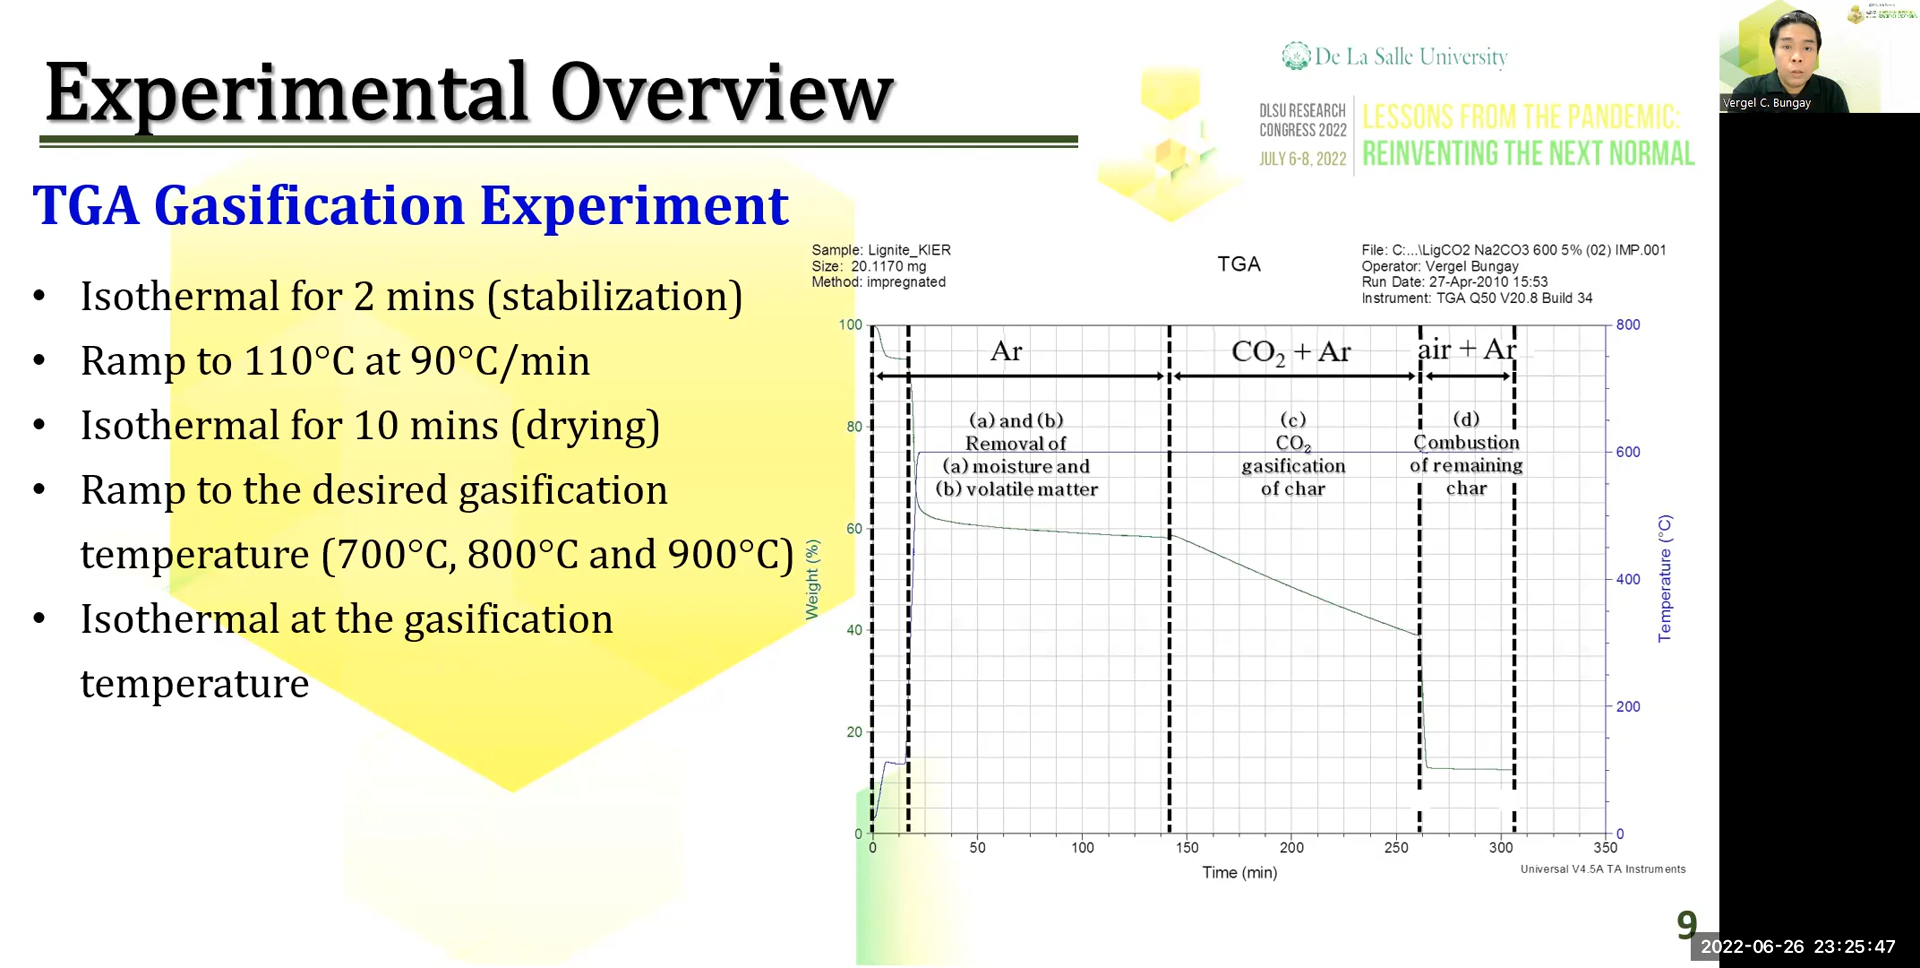 Experimental Overview
De La Salle University
DLSU RESEARCH
CONGRESS 2022
JULY 6-8, 2022
LESSONS FROM THE PANDEMIC:
REINVENTING THE NEXT NORMAL
Vergel C. Bungay
TGA Gasification Experiment
• Isothermal for 2 mins (stabilization)
• Ramp to 110°C at 90°C/min
• Isothermal for 10 mins (drying)
• Ramp to the desired gasification
temperature (700°C, 800°C and 900°C)
• Isothermal at the gasification
temperature
Sample: Lignite_KIER
Size: 20.1170 mg
Method: impregnated
TGA
File: C:...\LigCO2 Na2CO3 600 5% (02) IMP.001
Operator: Vergel Bungay
Run Date: 27-Apr-2010 15:53
Instrument: TGA Q50 V20.8 Build 34
Ar
CO₂ + Ar
air + Ar
(a) and (b)
Removal of
(a) moisture and
(b) volatile matter
(c)
CO₂
gasification
of char
(d)
Combustion
of remaining
char
100
80
60
40
20
0
Weight (%)
800
600
400
200
0
Temperature (°C)
0 50 100 150 200 250 300 350
Time (min)
Universal V4.5A TA Instruments
9
2022-06-26 23:25:47